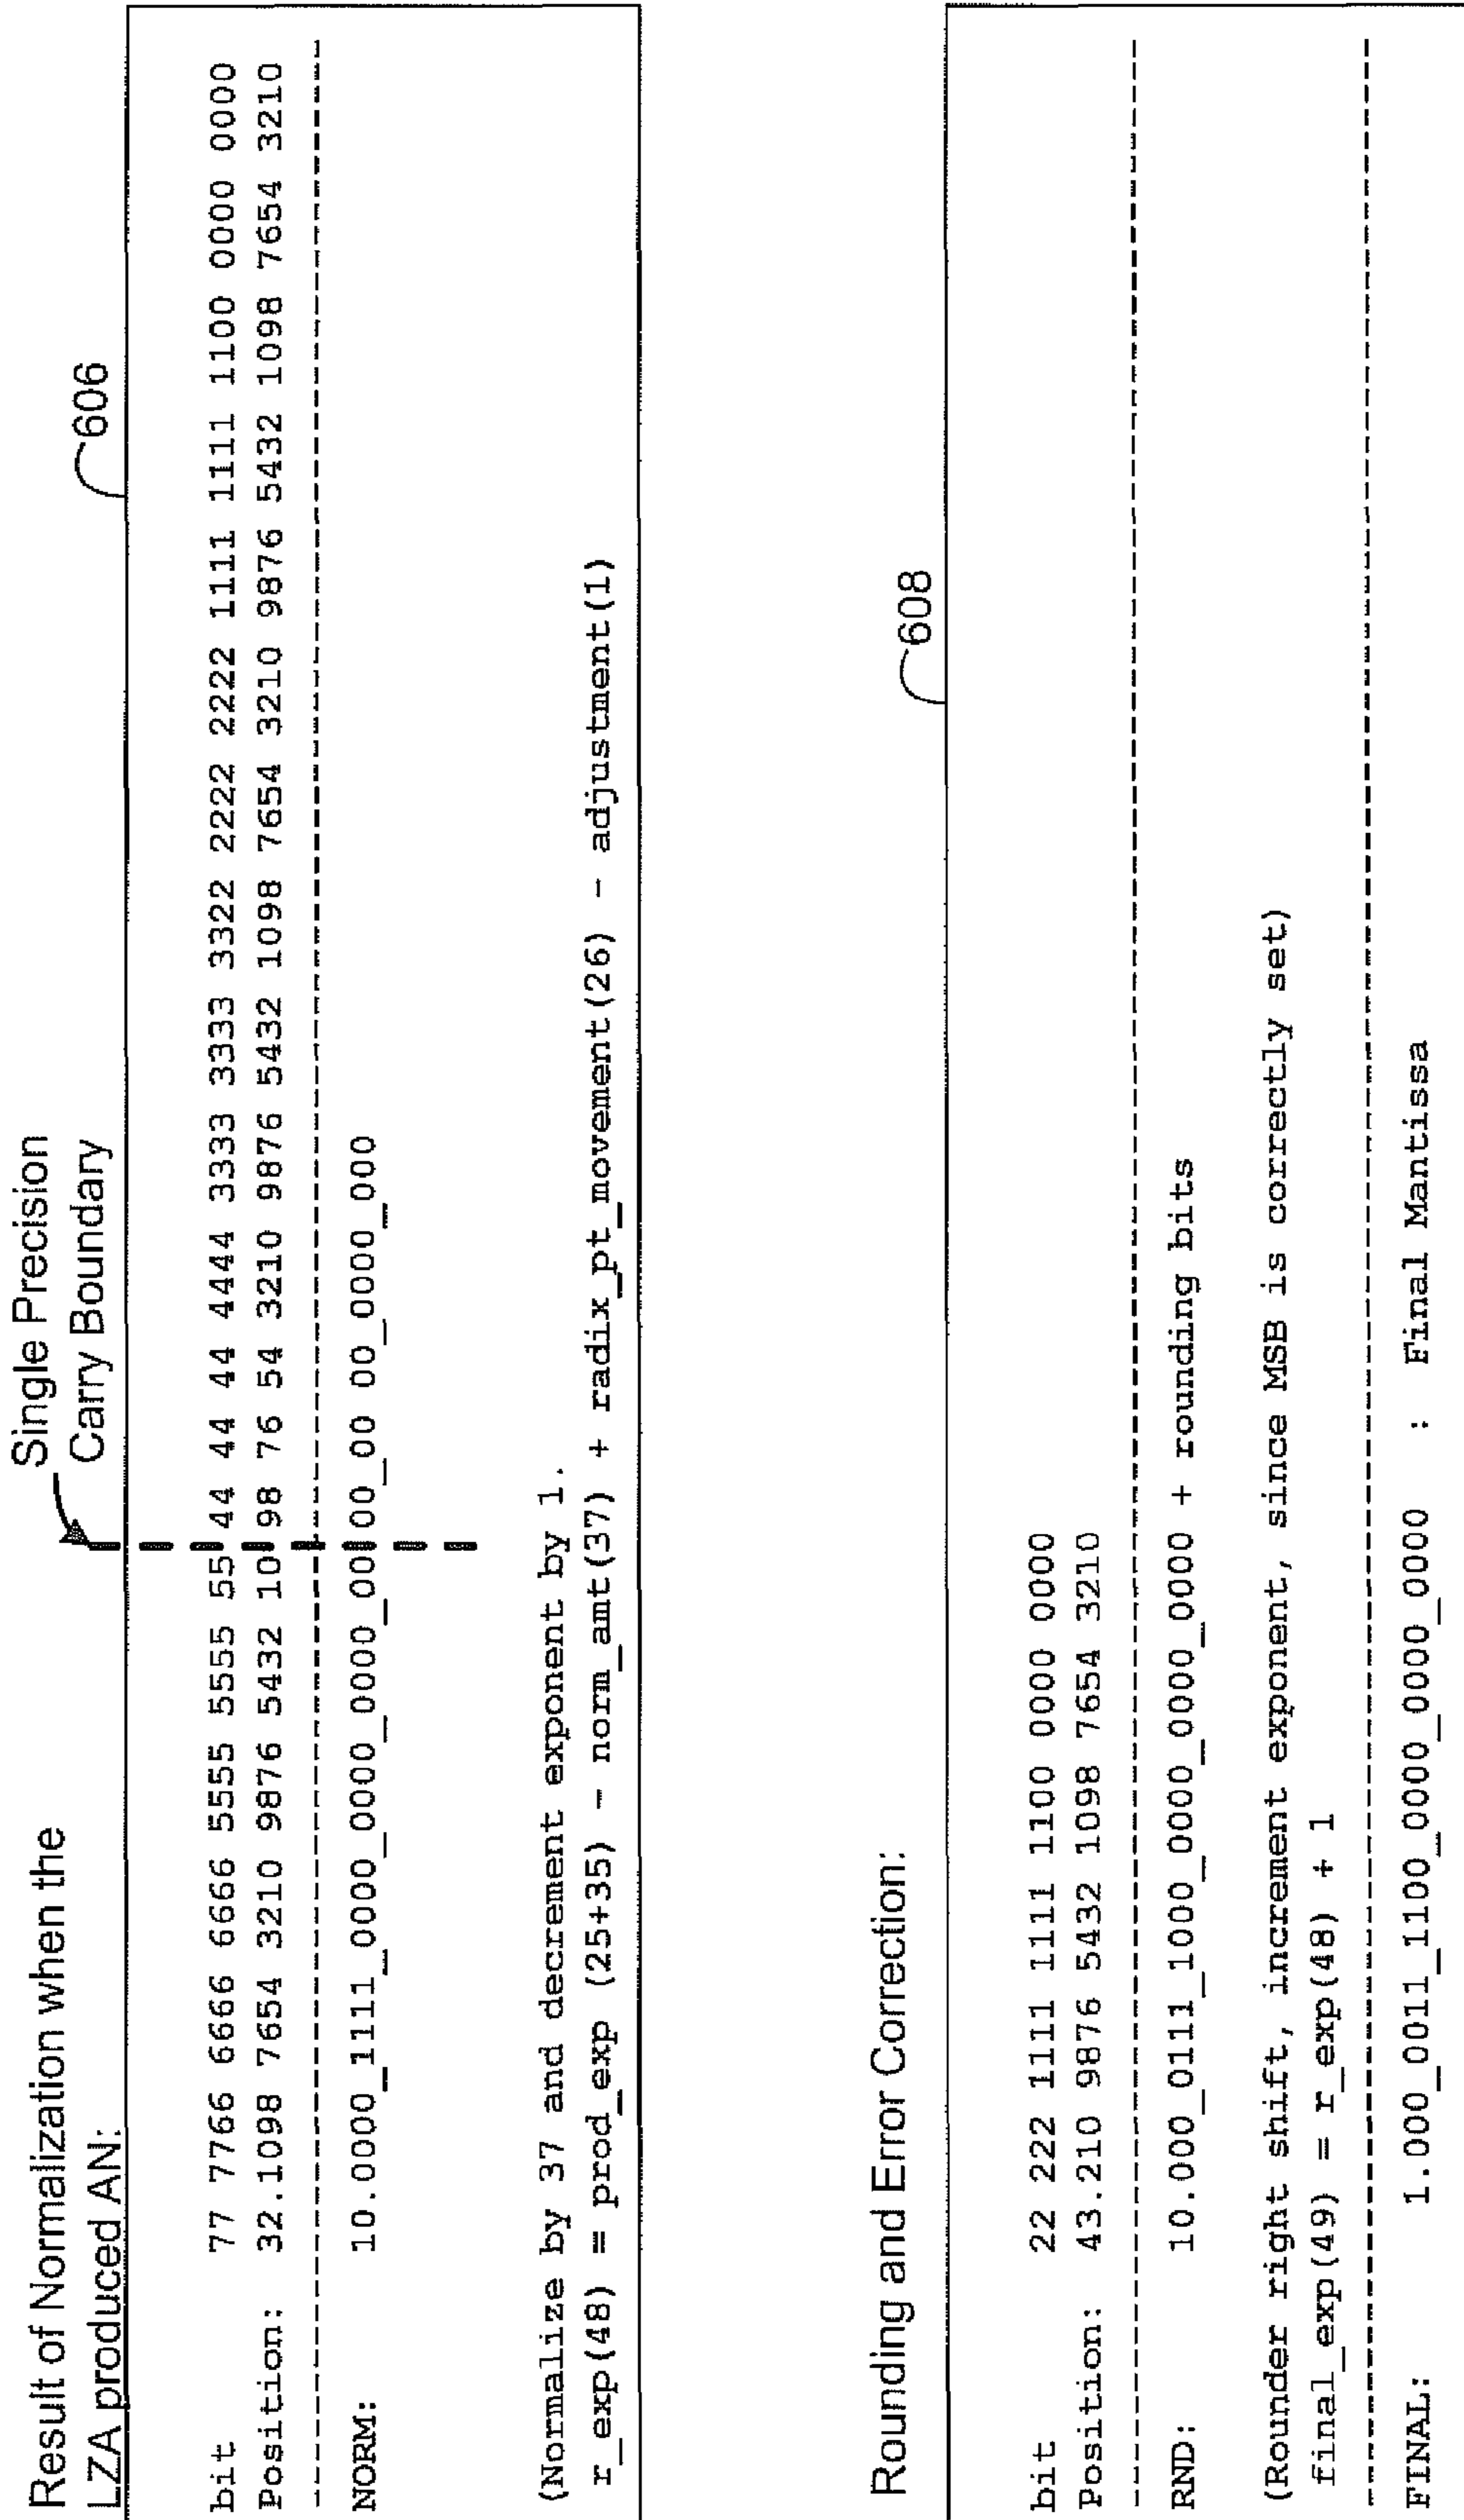 Result of Normalization when the
LZA produced AN:
Single Precision
Carry Boundary
606
bit 77 7766 6666 6666 5555 5555 55 44 44 44 4444 3333 3333 3322 2222 2222 1111 1111 1100 0000 0000
Position: 32.1098 7654 3210 9876 5432 10 98 76 54 3210 9876 5432 1098 7654 3210 9876 5432 1098 7654 3210
NORM: 10.0000_1111_0000_0000_0000_00 00_00_00_0000_000
(Normalize by 37 and decrement exponent by 1.
r_exp(48) = prod_exp (25+35) - norm_amt(37) + radix_pt_movement(26) - adjustment(1)
Rounding and Error Correction:
608
bit 22 222 1111 1111 1100 0000 0000
Position: 43.210 9876 5432 1098 7654 3210
RND: 10.000_0111_1000_0000_0000_0000 + rounding bits
(Rounder right shift, increment exponent, since MSB is correctly set)
final_exp(49) = r_exp(48) + 1
FINAL: 1.000_0011_1100_0000_0000_0000 : Final Mantissa